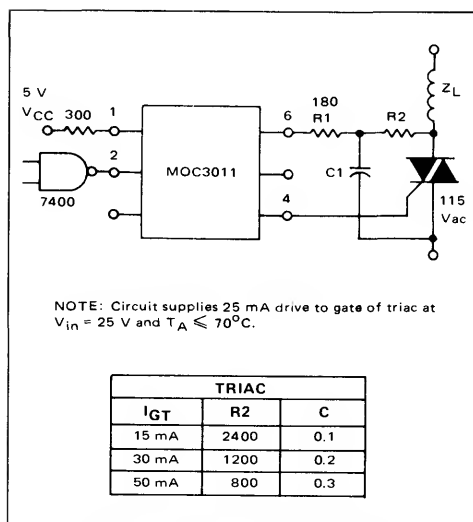 5 V
VCC 300 1
2
7400
MOC3011
6 180
R1 R2
C1
4
ZL
115
Vac
NOTE: Circuit supplies 25 mA drive to gate of triac at
Vin = 25 V and TA ⩽ 70°C.
TRIAC
IGT R2 C
15 mA 2400 0.1
30 mA 1200 0.2
50 mA 800 0.3